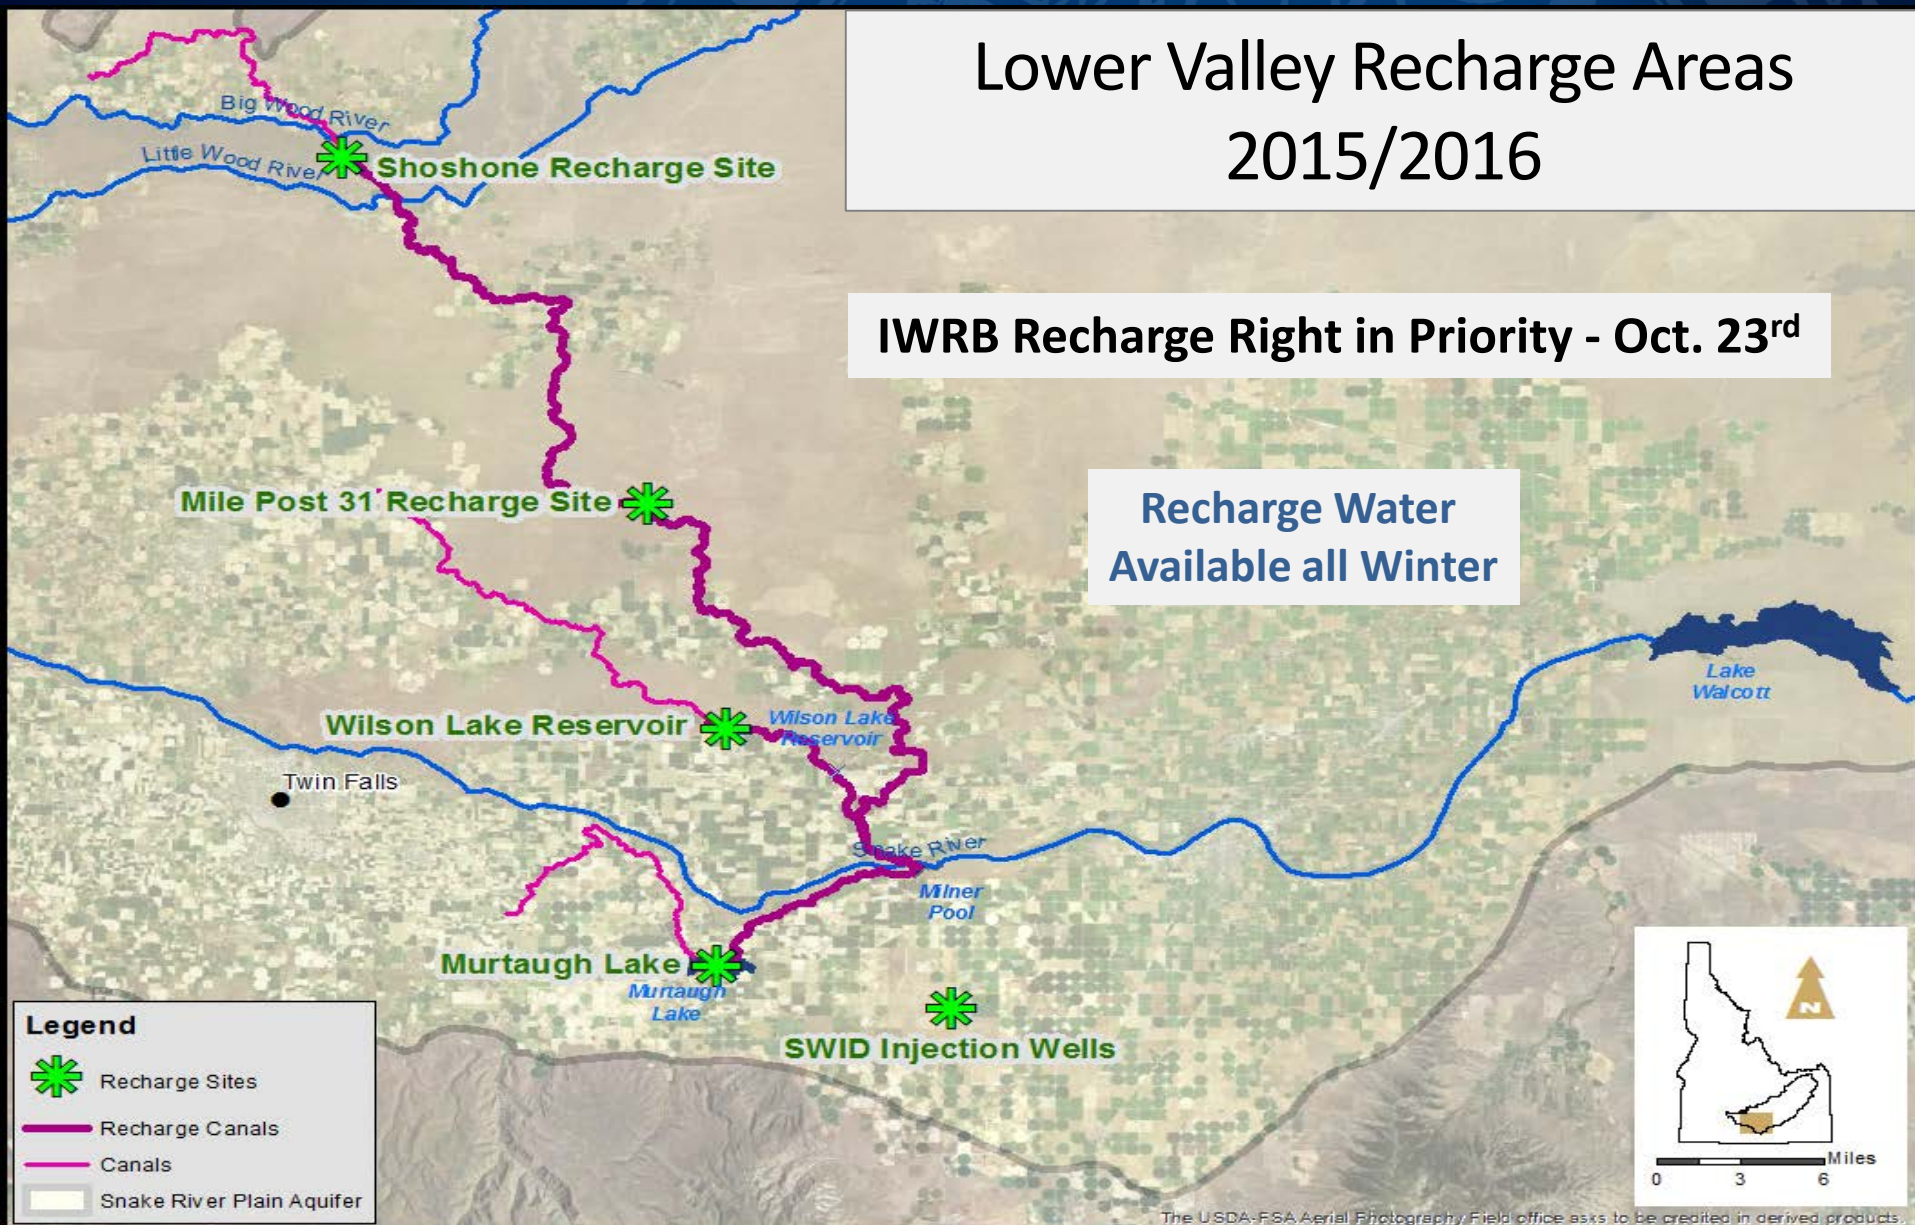 Lower Valley Recharge Areas
2015/2016
Big Wood River
Little Wood River
Shoshone Recharge Site
IWRB Recharge Right in Priority - Oct. 23rd
Mile Post 31 Recharge Site
Recharge Water
Available all Winter
Lake
Walcott
Wilson Lake Reservoir
Wilson Lake
Reservoir
Twin Falls
Snake River
Milner
Pool
Murtaugh Lake
Murtaugh
Lake
SWID Injection Wells
Legend
Recharge Sites
Recharge Canals
Canals
Snake River Plain Aquifer
N
Miles
0 3 6
The USDA-FSA Aerial Photography Field office asks to be credited in derived products.